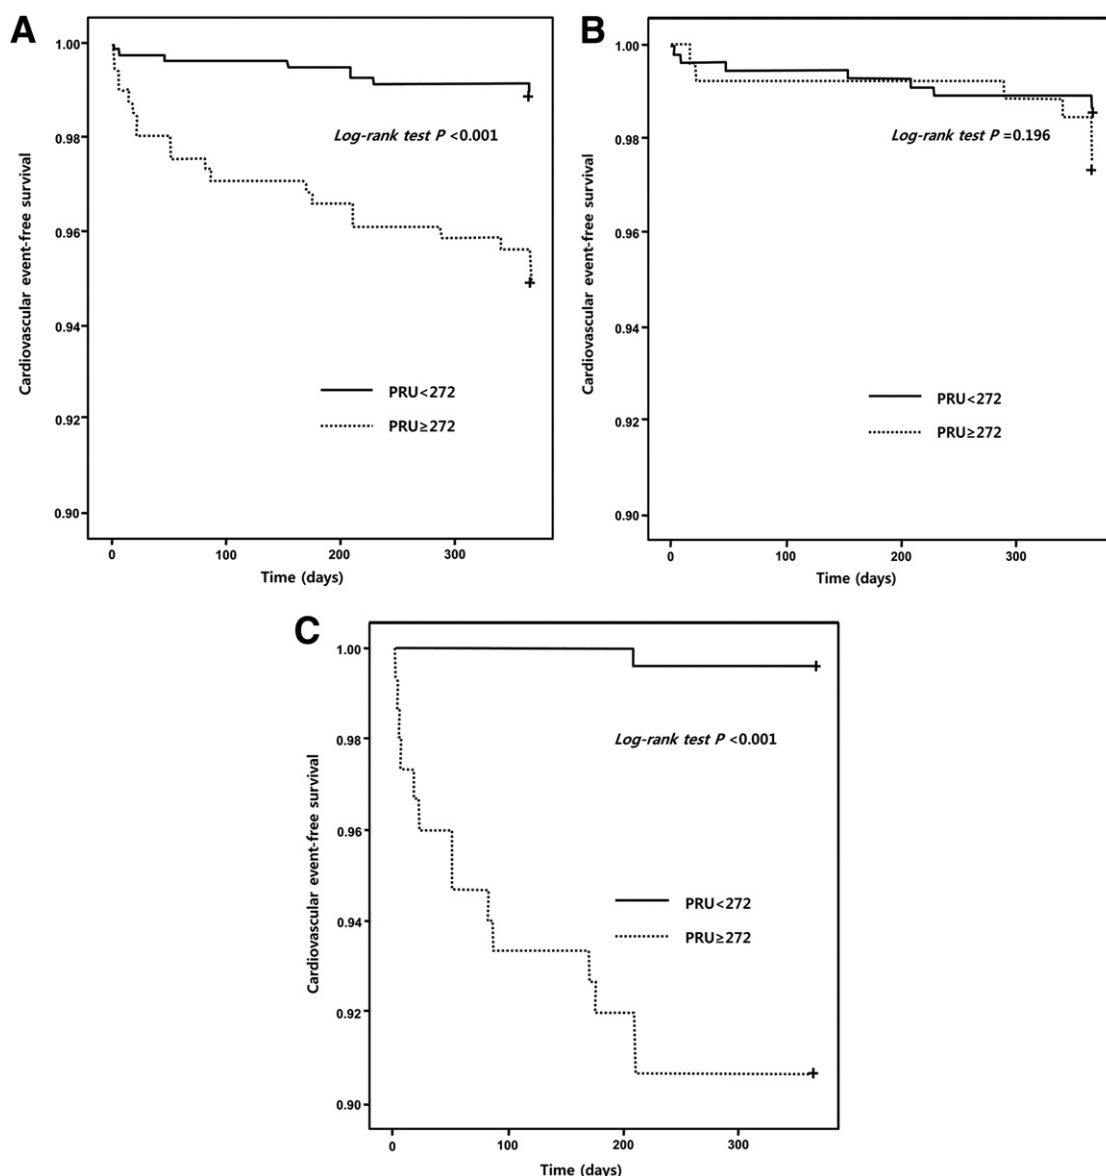 A
1.00
0.98
0.96
0.94
0.92
0.90
Cardiovascular event-free survival
Log-rank test P <0.001
PRU<272
PRU≥272
0 100 200 300
Time (days)
B
1.00
0.98
0.96
0.94
0.92
0.90
Cardiovascular event-free survival
Log-rank test P =0.196
PRU<272
PRU≥272
0 100 200 300
Time (days)
C
1.00
0.98
0.96
0.94
0.92
0.90
Cardiovascular event-free survival
Log-rank test P <0.001
PRU<272
PRU≥272
0 100 200 300
Time (days)